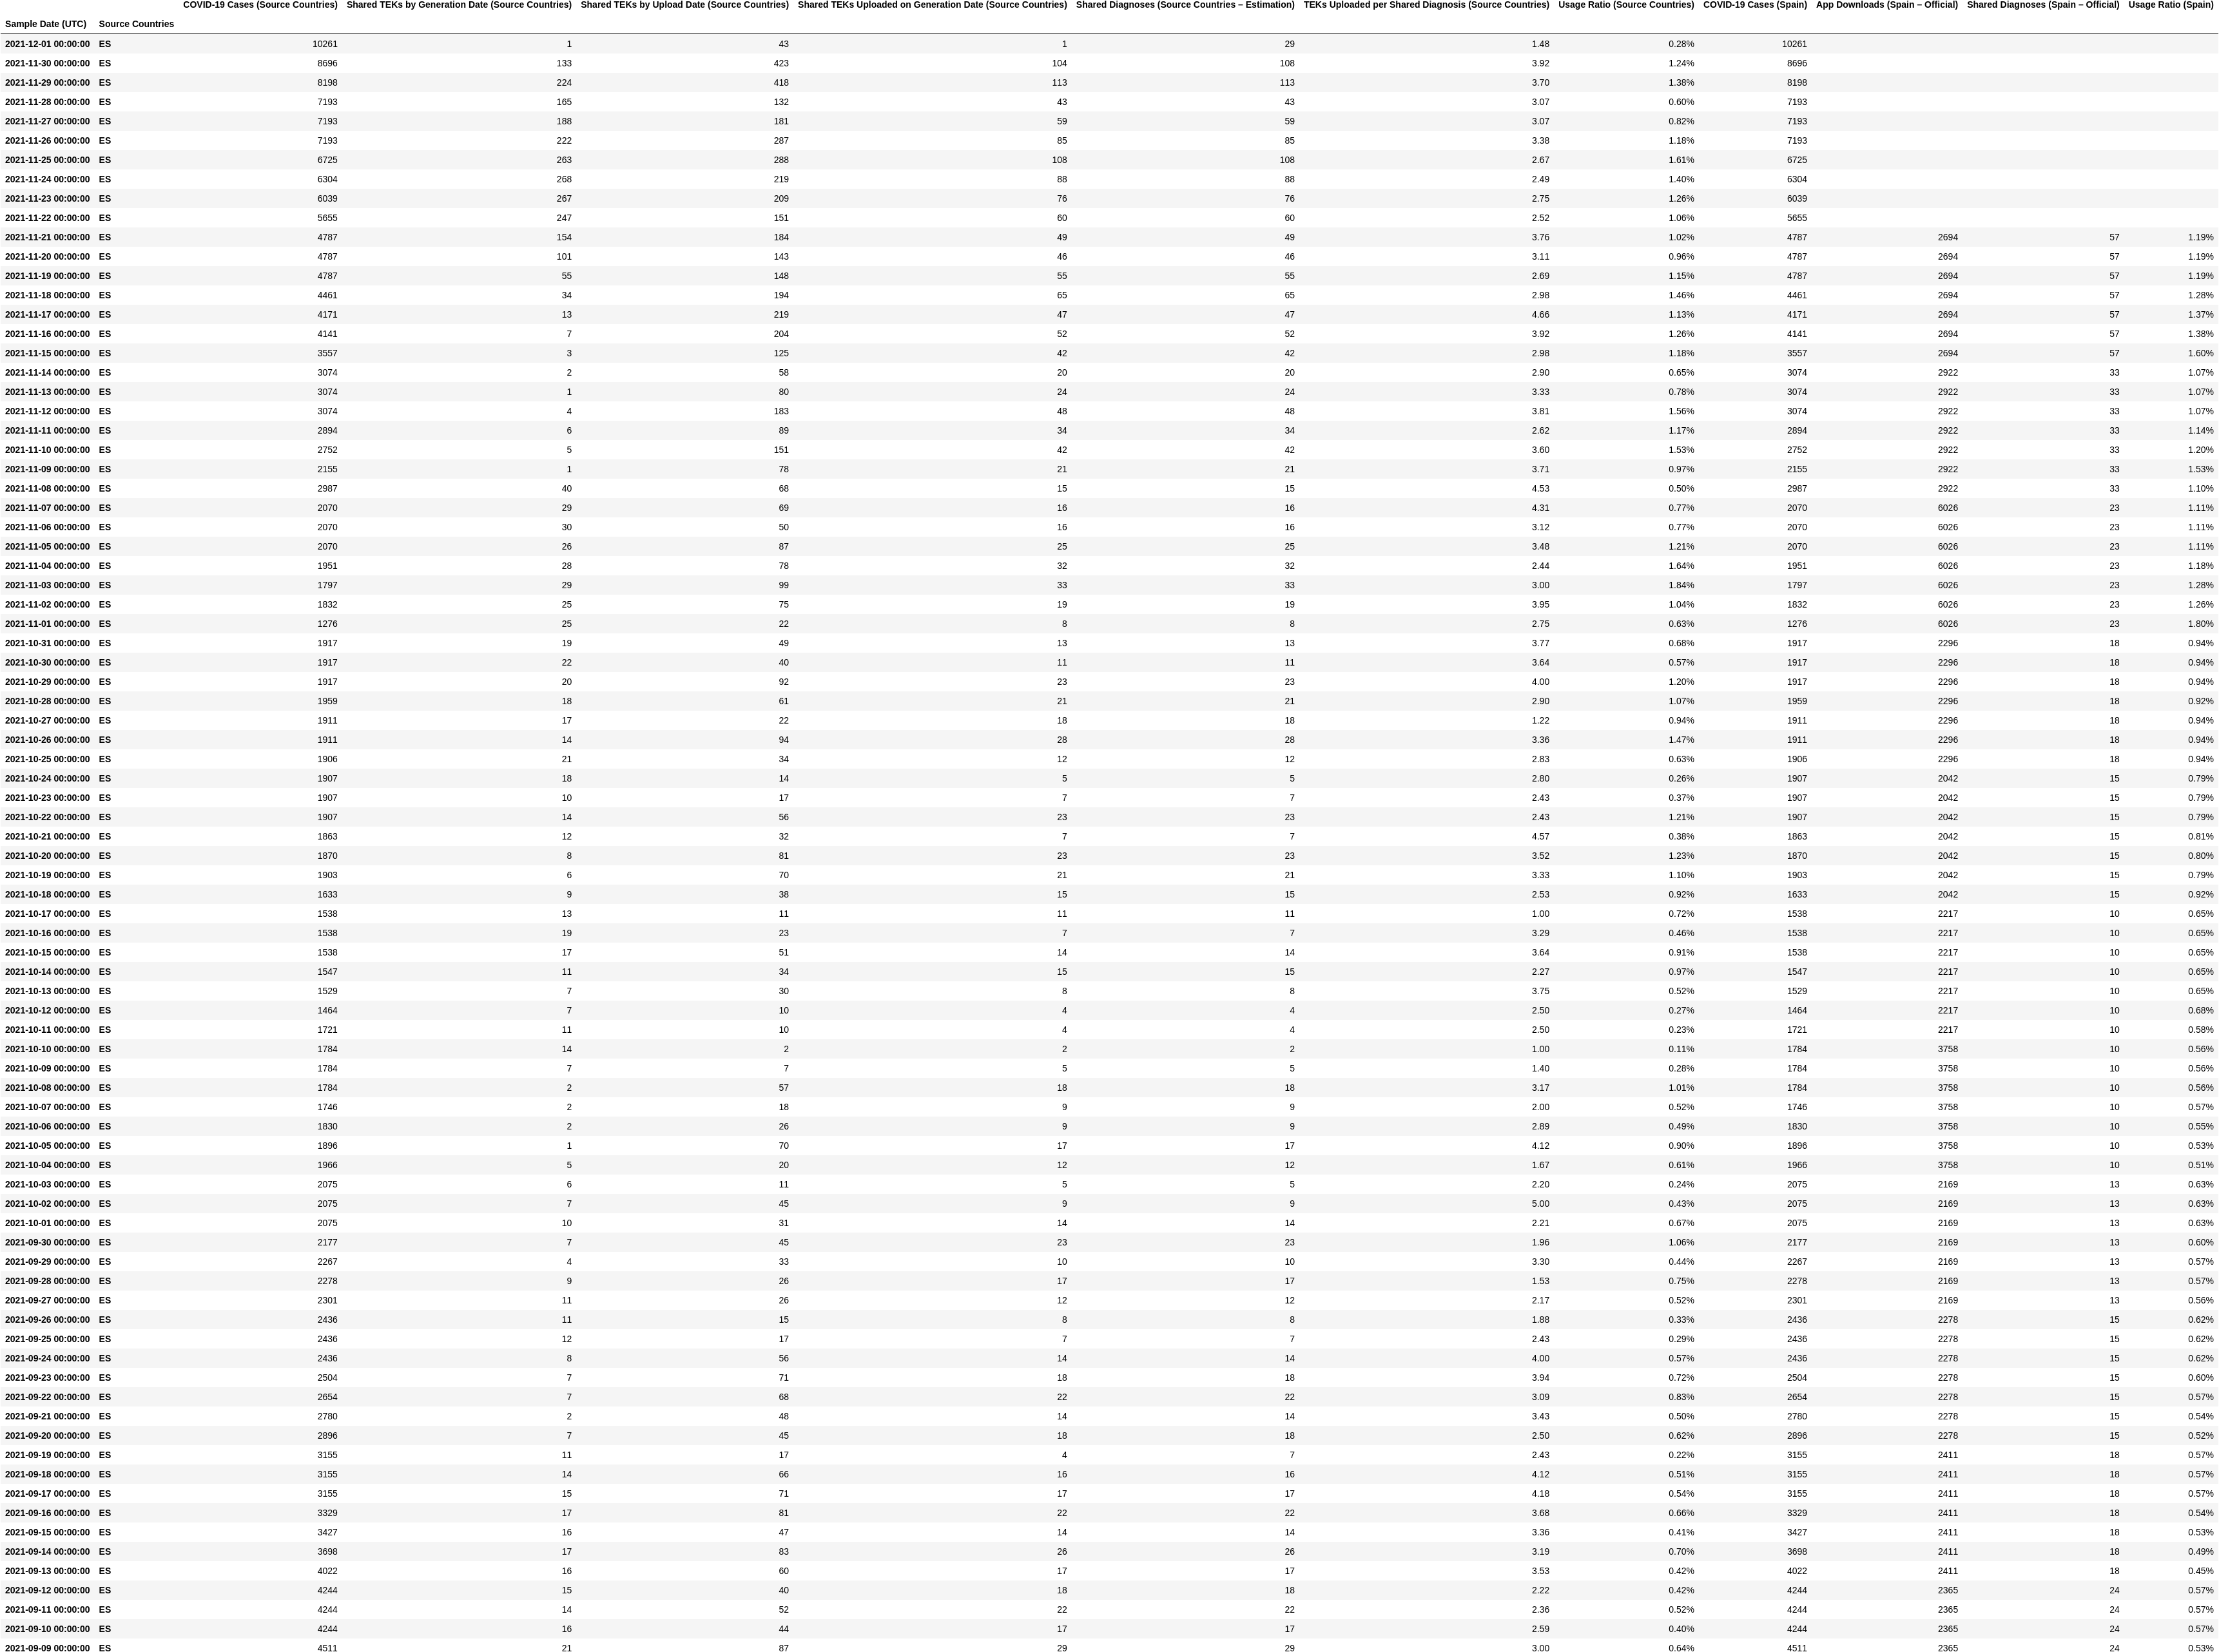 COVID-19 Cases (Source Countries) Shared TEKs by Generation Date (Source Countries) Shared TEKs by Upload Date (Source Countries) Shared TEKs Uploaded on Generation Date (Source Countries) Shared Diagnoses (Source Countries – Estimation) TEKs Uploaded per Shared Diagnosis (Source Countries) Usage Ratio (Source Countries) COVID-19 Cases (Spain) App Downloads (Spain – Official) Shared Diagnoses (Spain – Official) Usage Ratio (Spain)
Sample Date (UTC) Source Countries
2021-12-01 00:00:00 ES 10261 1 43 1 29 1.48 0.28% 10261
2021-11-30 00:00:00 ES 8696 133 423 104 108 3.92 1.24% 8696
2021-11-29 00:00:00 ES 8198 224 418 113 113 3.70 1.38% 8198
2021-11-28 00:00:00 ES 7193 165 132 43 43 3.07 0.60% 7193
2021-11-27 00:00:00 ES 7193 188 181 59 59 3.07 0.82% 7193
2021-11-26 00:00:00 ES 7193 222 287 85 85 3.38 1.18% 7193
2021-11-25 00:00:00 ES 6725 263 288 108 108 2.67 1.61% 6725
2021-11-24 00:00:00 ES 6304 268 219 88 88 2.49 1.40% 6304
2021-11-23 00:00:00 ES 6039 267 209 76 76 2.75 1.26% 6039
2021-11-22 00:00:00 ES 5655 247 151 60 60 2.52 1.06% 5655
2021-11-21 00:00:00 ES 4787 154 184 49 49 3.76 1.02% 4787 2694 57 1.19%
2021-11-20 00:00:00 ES 4787 101 143 46 46 3.11 0.96% 4787 2694 57 1.19%
2021-11-19 00:00:00 ES 4787 55 148 55 55 2.69 1.15% 4787 2694 57 1.19%
2021-11-18 00:00:00 ES 4461 34 194 65 65 2.98 1.46% 4461 2694 57 1.28%
2021-11-17 00:00:00 ES 4171 13 219 47 47 4.66 1.13% 4171 2694 57 1.37%
2021-11-16 00:00:00 ES 4141 7 204 52 52 3.92 1.26% 4141 2694 57 1.38%
2021-11-15 00:00:00 ES 3557 3 125 42 42 2.98 1.18% 3557 2694 57 1.60%
2021-11-14 00:00:00 ES 3074 2 58 20 20 2.90 0.65% 3074 2922 33 1.07%
2021-11-13 00:00:00 ES 3074 1 80 24 24 3.33 0.78% 3074 2922 33 1.07%
2021-11-12 00:00:00 ES 3074 4 183 48 48 3.81 1.56% 3074 2922 33 1.07%
2021-11-11 00:00:00 ES 2894 6 89 34 34 2.62 1.17% 2894 2922 33 1.14%
2021-11-10 00:00:00 ES 2752 5 151 42 42 3.60 1.53% 2752 2922 33 1.20%
2021-11-09 00:00:00 ES 2155 1 78 21 21 3.71 0.97% 2155 2922 33 1.53%
2021-11-08 00:00:00 ES 2987 40 68 15 15 4.53 0.50% 2987 2922 33 1.10%
2021-11-07 00:00:00 ES 2070 29 69 16 16 4.31 0.77% 2070 6026 23 1.11%
2021-11-06 00:00:00 ES 2070 30 50 16 16 3.12 0.77% 2070 6026 23 1.11%
2021-11-05 00:00:00 ES 2070 26 87 25 25 3.48 1.21% 2070 6026 23 1.11%
2021-11-04 00:00:00 ES 1951 28 78 32 32 2.44 1.64% 1951 6026 23 1.18%
2021-11-03 00:00:00 ES 1797 29 99 33 33 3.00 1.84% 1797 6026 23 1.28%
2021-11-02 00:00:00 ES 1832 25 75 19 19 3.95 1.04% 1832 6026 23 1.26%
2021-11-01 00:00:00 ES 1276 25 22 8 8 2.75 0.63% 1276 6026 23 1.80%
2021-10-31 00:00:00 ES 1917 19 49 13 13 3.77 0.68% 1917 2296 18 0.94%
2021-10-30 00:00:00 ES 1917 22 40 11 11 3.64 0.57% 1917 2296 18 0.94%
2021-10-29 00:00:00 ES 1917 20 92 23 23 4.00 1.20% 1917 2296 18 0.94%
2021-10-28 00:00:00 ES 1959 18 61 21 21 2.90 1.07% 1959 2296 18 0.92%
2021-10-27 00:00:00 ES 1911 17 22 18 18 1.22 0.94% 1911 2296 18 0.94%
2021-10-26 00:00:00 ES 1911 14 94 28 28 3.36 1.47% 1911 2296 18 0.94%
2021-10-25 00:00:00 ES 1906 21 34 12 12 2.83 0.63% 1906 2296 18 0.94%
2021-10-24 00:00:00 ES 1907 18 14 5 5 2.80 0.26% 1907 2042 15 0.79%
2021-10-23 00:00:00 ES 1907 10 17 7 7 2.43 0.37% 1907 2042 15 0.79%
2021-10-22 00:00:00 ES 1907 14 56 23 23 2.43 1.21% 1907 2042 15 0.79%
2021-10-21 00:00:00 ES 1863 12 32 7 7 4.57 0.38% 1863 2042 15 0.81%
2021-10-20 00:00:00 ES 1870 8 81 23 23 3.52 1.23% 1870 2042 15 0.80%
2021-10-19 00:00:00 ES 1903 6 70 21 21 3.33 1.10% 1903 2042 15 0.79%
2021-10-18 00:00:00 ES 1633 9 38 15 15 2.53 0.92% 1633 2042 15 0.92%
2021-10-17 00:00:00 ES 1538 13 11 11 11 1.00 0.72% 1538 2217 10 0.65%
2021-10-16 00:00:00 ES 1538 19 23 7 7 3.29 0.46% 1538 2217 10 0.65%
2021-10-15 00:00:00 ES 1538 17 51 14 14 3.64 0.91% 1538 2217 10 0.65%
2021-10-14 00:00:00 ES 1547 11 34 15 15 2.27 0.97% 1547 2217 10 0.65%
2021-10-13 00:00:00 ES 1529 7 30 8 8 3.75 0.52% 1529 2217 10 0.65%
2021-10-12 00:00:00 ES 1464 7 10 4 4 2.50 0.27% 1464 2217 10 0.68%
2021-10-11 00:00:00 ES 1721 11 10 4 4 2.50 0.23% 1721 2217 10 0.58%
2021-10-10 00:00:00 ES 1784 14 2 2 2 1.00 0.11% 1784 3758 10 0.56%
2021-10-09 00:00:00 ES 1784 7 7 5 5 1.40 0.28% 1784 3758 10 0.56%
2021-10-08 00:00:00 ES 1784 2 57 18 18 3.17 1.01% 1784 3758 10 0.56%
2021-10-07 00:00:00 ES 1746 2 18 9 9 2.00 0.52% 1746 3758 10 0.57%
2021-10-06 00:00:00 ES 1830 2 26 9 9 2.89 0.49% 1830 3758 10 0.55%
2021-10-05 00:00:00 ES 1896 1 70 17 17 4.12 0.90% 1896 3758 10 0.53%
2021-10-04 00:00:00 ES 1966 5 20 12 12 1.67 0.61% 1966 3758 10 0.51%
2021-10-03 00:00:00 ES 2075 6 11 5 5 2.20 0.24% 2075 2169 13 0.63%
2021-10-02 00:00:00 ES 2075 7 45 9 9 5.00 0.43% 2075 2169 13 0.63%
2021-10-01 00:00:00 ES 2075 10 31 14 14 2.21 0.67% 2075 2169 13 0.63%
2021-09-30 00:00:00 ES 2177 7 45 23 23 1.96 1.06% 2177 2169 13 0.60%
2021-09-29 00:00:00 ES 2267 4 33 10 10 3.30 0.44% 2267 2169 13 0.57%
2021-09-28 00:00:00 ES 2278 9 26 17 17 1.53 0.75% 2278 2169 13 0.57%
2021-09-27 00:00:00 ES 2301 11 26 12 12 2.17 0.52% 2301 2169 13 0.56%
2021-09-26 00:00:00 ES 2436 11 15 8 8 1.88 0.33% 2436 2278 15 0.62%
2021-09-25 00:00:00 ES 2436 12 17 7 7 2.43 0.29% 2436 2278 15 0.62%
2021-09-24 00:00:00 ES 2436 8 56 14 14 4.00 0.57% 2436 2278 15 0.62%
2021-09-23 00:00:00 ES 2504 7 71 18 18 3.94 0.72% 2504 2278 15 0.60%
2021-09-22 00:00:00 ES 2654 7 68 22 22 3.09 0.83% 2654 2278 15 0.57%
2021-09-21 00:00:00 ES 2780 2 48 14 14 3.43 0.50% 2780 2278 15 0.54%
2021-09-20 00:00:00 ES 2896 7 45 18 18 2.50 0.62% 2896 2278 15 0.52%
2021-09-19 00:00:00 ES 3155 11 17 4 7 2.43 0.22% 3155 2411 18 0.57%
2021-09-18 00:00:00 ES 3155 14 66 16 16 4.12 0.51% 3155 2411 18 0.57%
2021-09-17 00:00:00 ES 3155 15 71 17 17 4.18 0.54% 3155 2411 18 0.57%
2021-09-16 00:00:00 ES 3329 17 81 22 22 3.68 0.66% 3329 2411 18 0.54%
2021-09-15 00:00:00 ES 3427 16 47 14 14 3.36 0.41% 3427 2411 18 0.53%
2021-09-14 00:00:00 ES 3698 17 83 26 26 3.19 0.70% 3698 2411 18 0.49%
2021-09-13 00:00:00 ES 4022 16 60 17 17 3.53 0.42% 4022 2411 18 0.45%
2021-09-12 00:00:00 ES 4244 15 40 18 18 2.22 0.42% 4244 2365 24 0.57%
2021-09-11 00:00:00 ES 4244 14 52 22 22 2.36 0.52% 4244 2365 24 0.57%
2021-09-10 00:00:00 ES 4244 16 44 17 17 2.59 0.40% 4244 2365 24 0.57%
2021-09-09 00:00:00 ES 4511 21 87 29 29 3.00 0.64% 4511 2365 24 0.53%